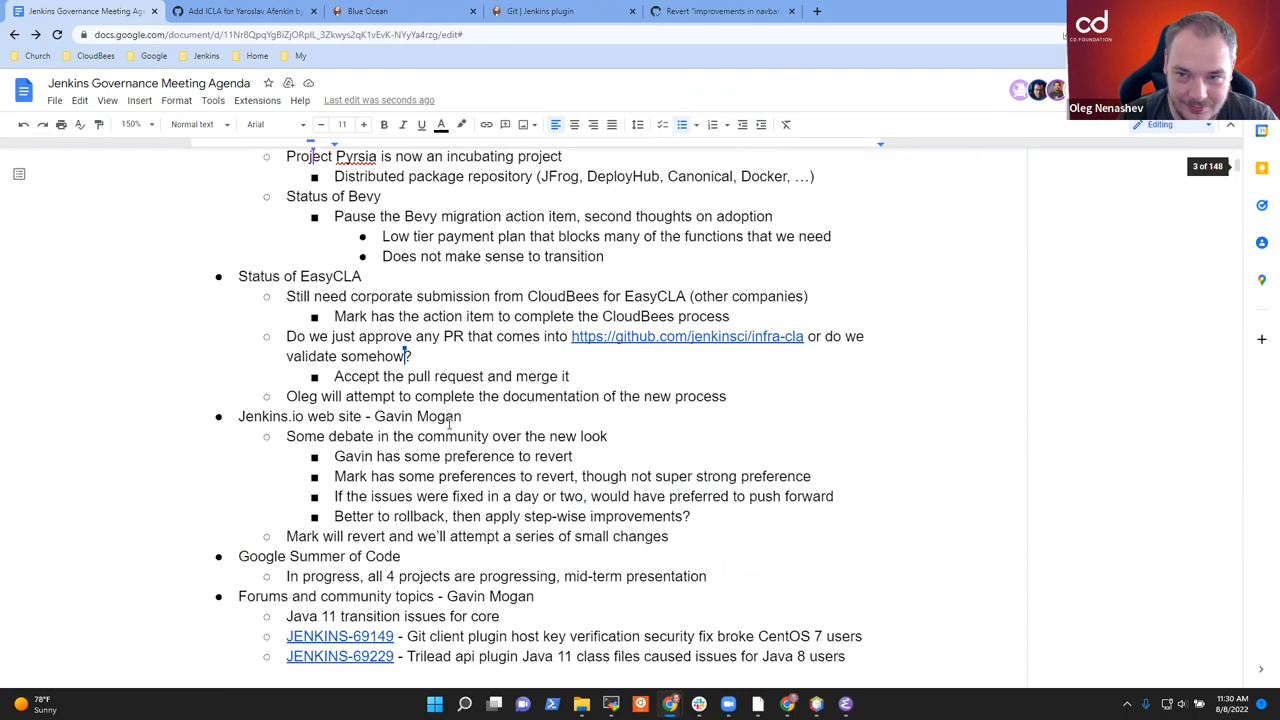 Jenkins Governance Meeting Age
Add ICLA for Yaroslav Afenkin by
Blue Ocean
Git | Jenkins plugin
Revert "improvements in navbar
docs.google.com/document/d/
Church
CloudBees
Google
Jenkins
Home
My
cd
CD FOUNDATION
Oleg Nenashev
Jenkins Governance Meeting Agenda
File Edit View Insert Format Tools Extensions Help Last edit was seconds ago
150% Normal text Arial 11 Editing
3 of 148
Project Pyrsia is now an incubating project
Distributed package repository (JFrog, DeployHub, Canonical, Docker, …)
Status of Bevy
Pause the Bevy migration action item, second thoughts on adoption
Low tier payment plan that blocks many of the functions that we need
Does not make sense to transition
Status of EasyCLA
Still need corporate submission from CloudBees for EasyCLA (other companies)
Mark has the action item to complete the CloudBees process
Do we just approve any PR that comes into https://github.com/jenkinsci/infra-cla or do we
validate somehow?
Accept the pull request and merge it
Oleg will attempt to complete the documentation of the new process
Jenkins.io web site - Gavin Mogan
Some debate in the community over the new look
Gavin has some preference to revert
Mark has some preferences to revert, though not super strong preference
If the issues were fixed in a day or two, would have preferred to push forward
Better to rollback, then apply step-wise improvements?
Mark will revert and we'll attempt a series of small changes
Google Summer of Code
In progress, all 4 projects are progressing, mid-term presentation
Forums and community topics - Gavin Mogan
Java 11 transition issues for core
JENKINS-69149 - Git client plugin host key verification security fix broke CentOS 7 users
JENKINS-69229 - Trilead api plugin Java 11 class files caused issues for Java 8 users
78°F
Sunny
11:30 AM
8/8/2022